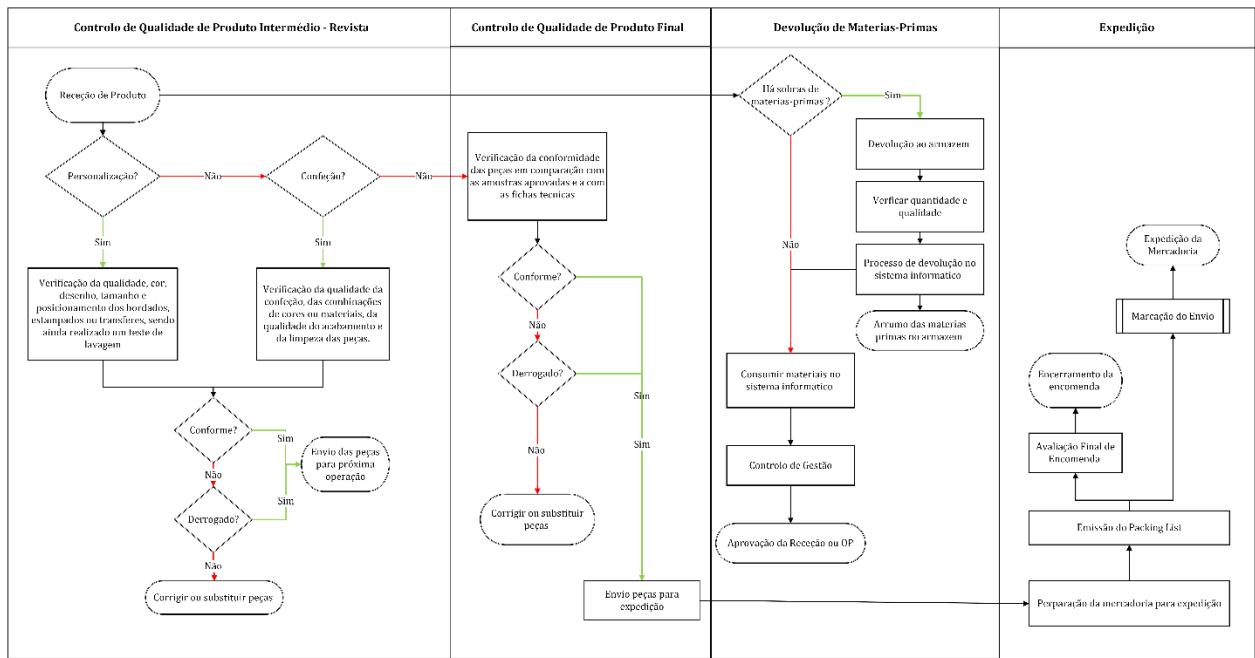 Controlo de Qualidade de Produto Intermédio - Revista
Controlo de Qualidade de Produto Final
Devolução de Materias-Primas
Expedição
Receção de Produto
Personalização?
Não
Confeção?
Não
Sim
Sim
Verificação da qualidade, cor,
desenho, tamanho e
posicionamento dos bordados,
estampados ou transferes, sendo
ainda realizado um teste de
lavagem
Verificação da qualidade da
confeção, das combinações
de cores ou materiais, da
qualidade do acabamento e
da limpeza das peças.
Conforme?
Sim
Não
Envio das peças
para próxima
operação
Sim
Derrogado?
Não
Corrigir ou substituir peças
Verificação da conformidade
das peças em comparação com
as amostras aprovadas e a com
as fichas tecnicas
Conforme?
Não
Derrogado?
Sim
Sim
Não
Corrigir ou substituir
peças
Envio peças para
expedição
Há sobras de
materias-primas ?
Sim
Devolução ao armazem
Verficar quantidade e
qualidade
Não
Processo de devolução no
sistema informatico
Arrumo das materias
primas no armazem
Consumir materiais no
sistema informatico
Controlo de Gestão
Aprovação da Receção ou OP
Expedição da
Mercadoria
Marcação do Envio
Encerramento da
encomenda
Avaliação Final de
Encomenda
Emissão do Packing List
Perparação da mercadoria para expedição